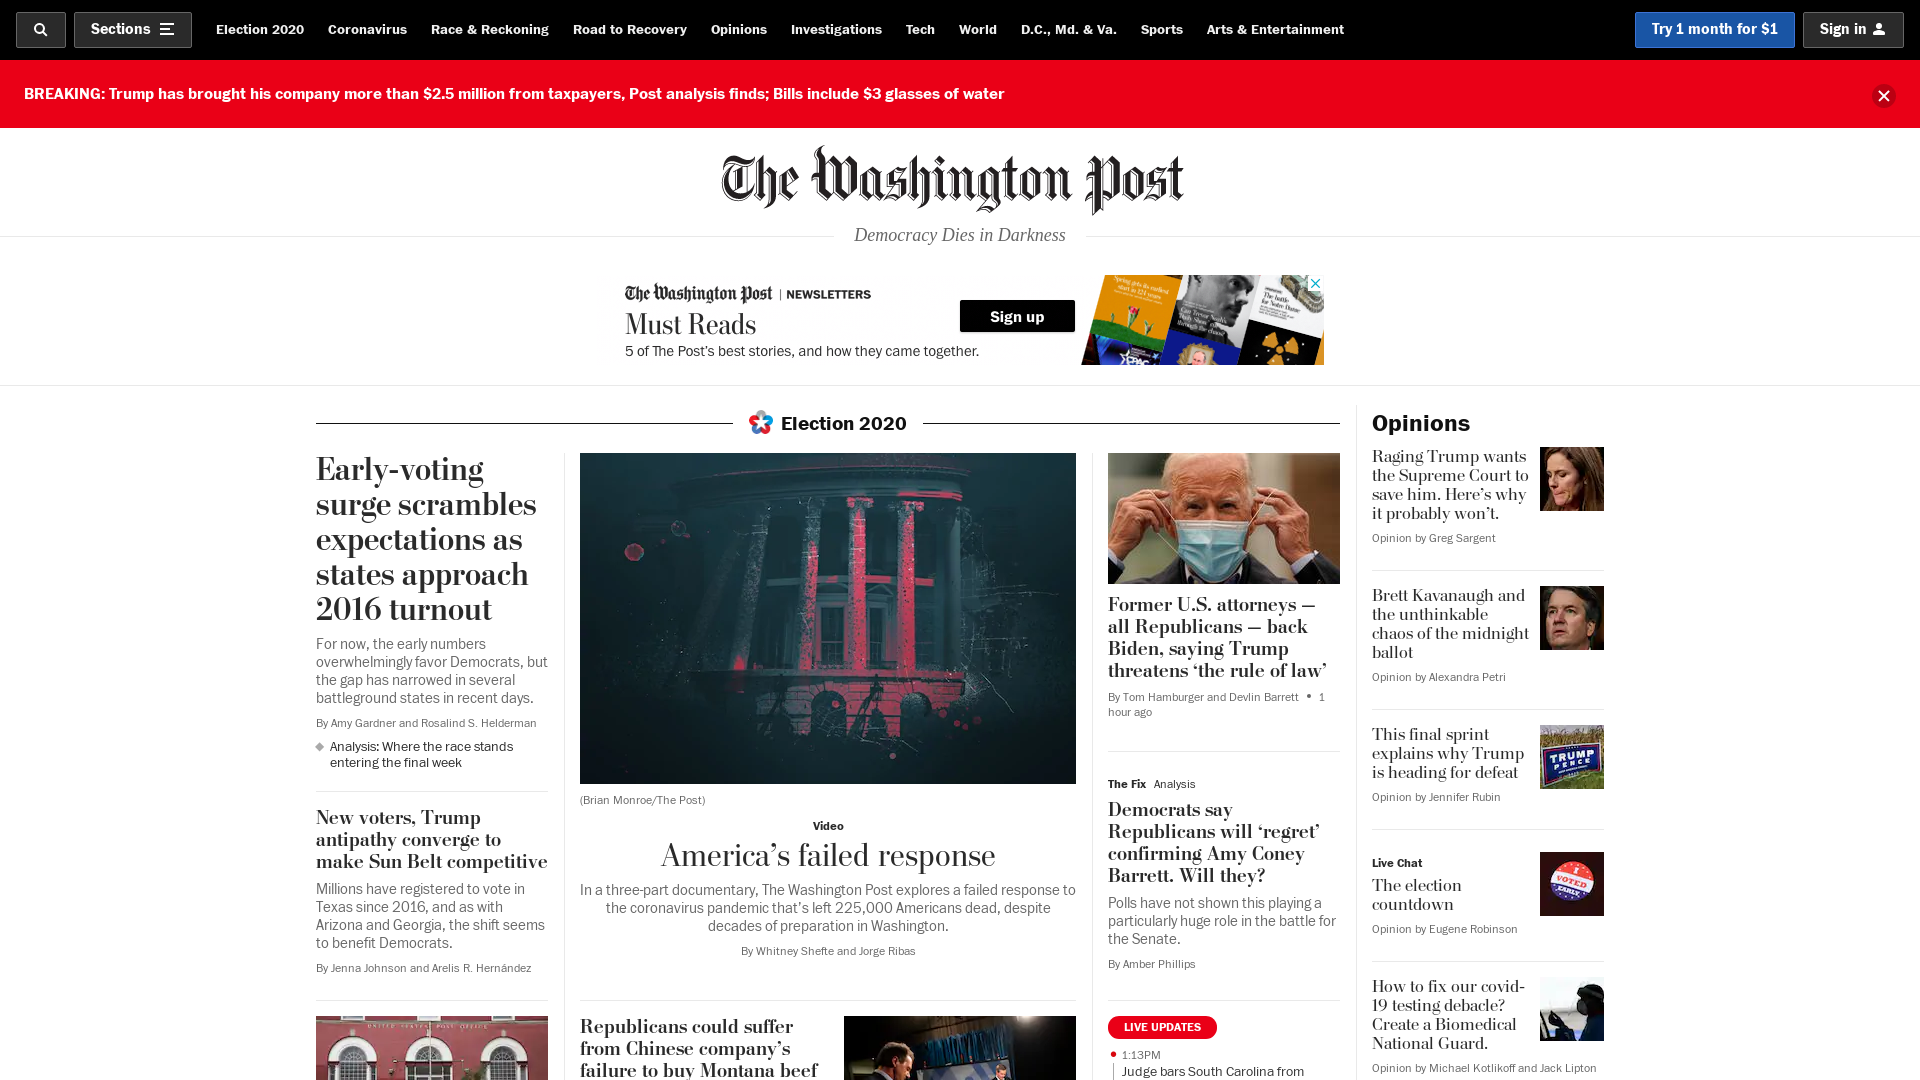 Sections
Election 2020
Coronavirus
Race & Reckoning
Road to Recovery
Opinions
Investigations
Tech
World
D.C., Md. & Va.
Sports
Arts & Entertainment
Try 1 month for $1
Sign in
BREAKING: Trump has brought his company more than $2.5 million from taxpayers, Post analysis finds; Bills include $3 glasses of water
The Washington Post
Democracy Dies in Darkness
The Washington Post | NEWSLETTERS
Must Reads
5 of The Post's best stories, and how they came together.
Sign up
Election 2020
Early-voting
surge scrambles
expectations as
states approach
2016 turnout
For now, the early numbers
overwhelmingly favor Democrats, but
the gap has narrowed in several
battleground states in recent days.
By Amy Gardner and Rosalind S. Helderman
Analysis: Where the race stands
entering the final week
New voters, Trump
antipathy converge to
make Sun Belt competitive
Millions have registered to vote in
Texas since 2016, and as with
Arizona and Georgia, the shift seems
to benefit Democrats.
By Jenna Johnson and Arelis R. Hernández
UNITED STATES POST OFFICE
(Brian Monroe/The Post)
Video
America’s failed response
In a three-part documentary, The Washington Post explores a failed response to
the coronavirus pandemic that’s left 225,000 Americans dead, despite
decades of preparation in Washington.
By Whitney Shefte and Jorge Ribas
Republicans could suffer
from Chinese company’s
failure to buy Montana beef
Former U.S. attorneys —
all Republicans — back
Biden, saying Trump
threatens ‘the rule of law’
By Tom Hamburger and Devlin Barrett • 1
hour ago
The Fix Analysis
Democrats say
Republicans will ‘regret’
confirming Amy Coney
Barrett. Will they?
Polls have not shown this playing a
particularly huge role in the battle for
the Senate.
By Amber Phillips
LIVE UPDATES
1:13PM
Judge bars South Carolina from
Opinions
Raging Trump wants
the Supreme Court to
save him. Here’s why
it probably won’t.
Opinion by Greg Sargent
Brett Kavanaugh and
the unthinkable
chaos of the midnight
ballot
Opinion by Alexandra Petri
This final sprint
explains why Trump
is heading for defeat
Opinion by Jennifer Rubin
TRUMP
PENCE
Live Chat
The election
countdown
Opinion by Eugene Robinson
I
VOTED
EARLY
How to fix our covid-
19 testing debacle?
Create a Biomedical
National Guard.
Opinion by Michael Kotlikoff and Jack Lipton